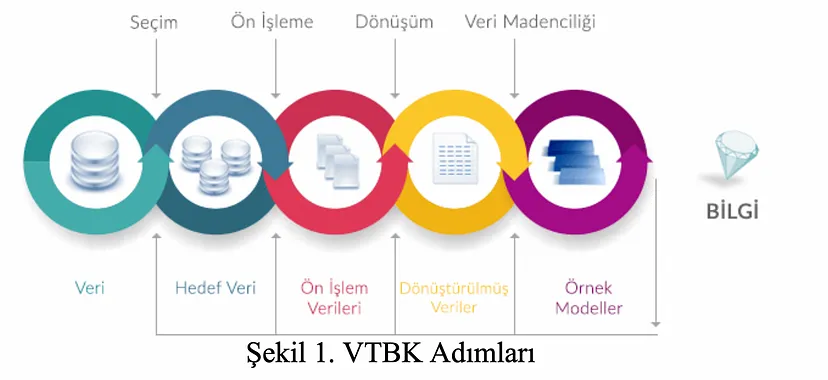 Seçim
Ön İşleme
Dönüşüm
Veri Madenciliği
BİLGİ
Veri
Hedef Veri
Ön İşlem
Verileri
Dönüştürülmüş
Veriler
Örnek
Modeller
Şekil 1. VTBK Adımları